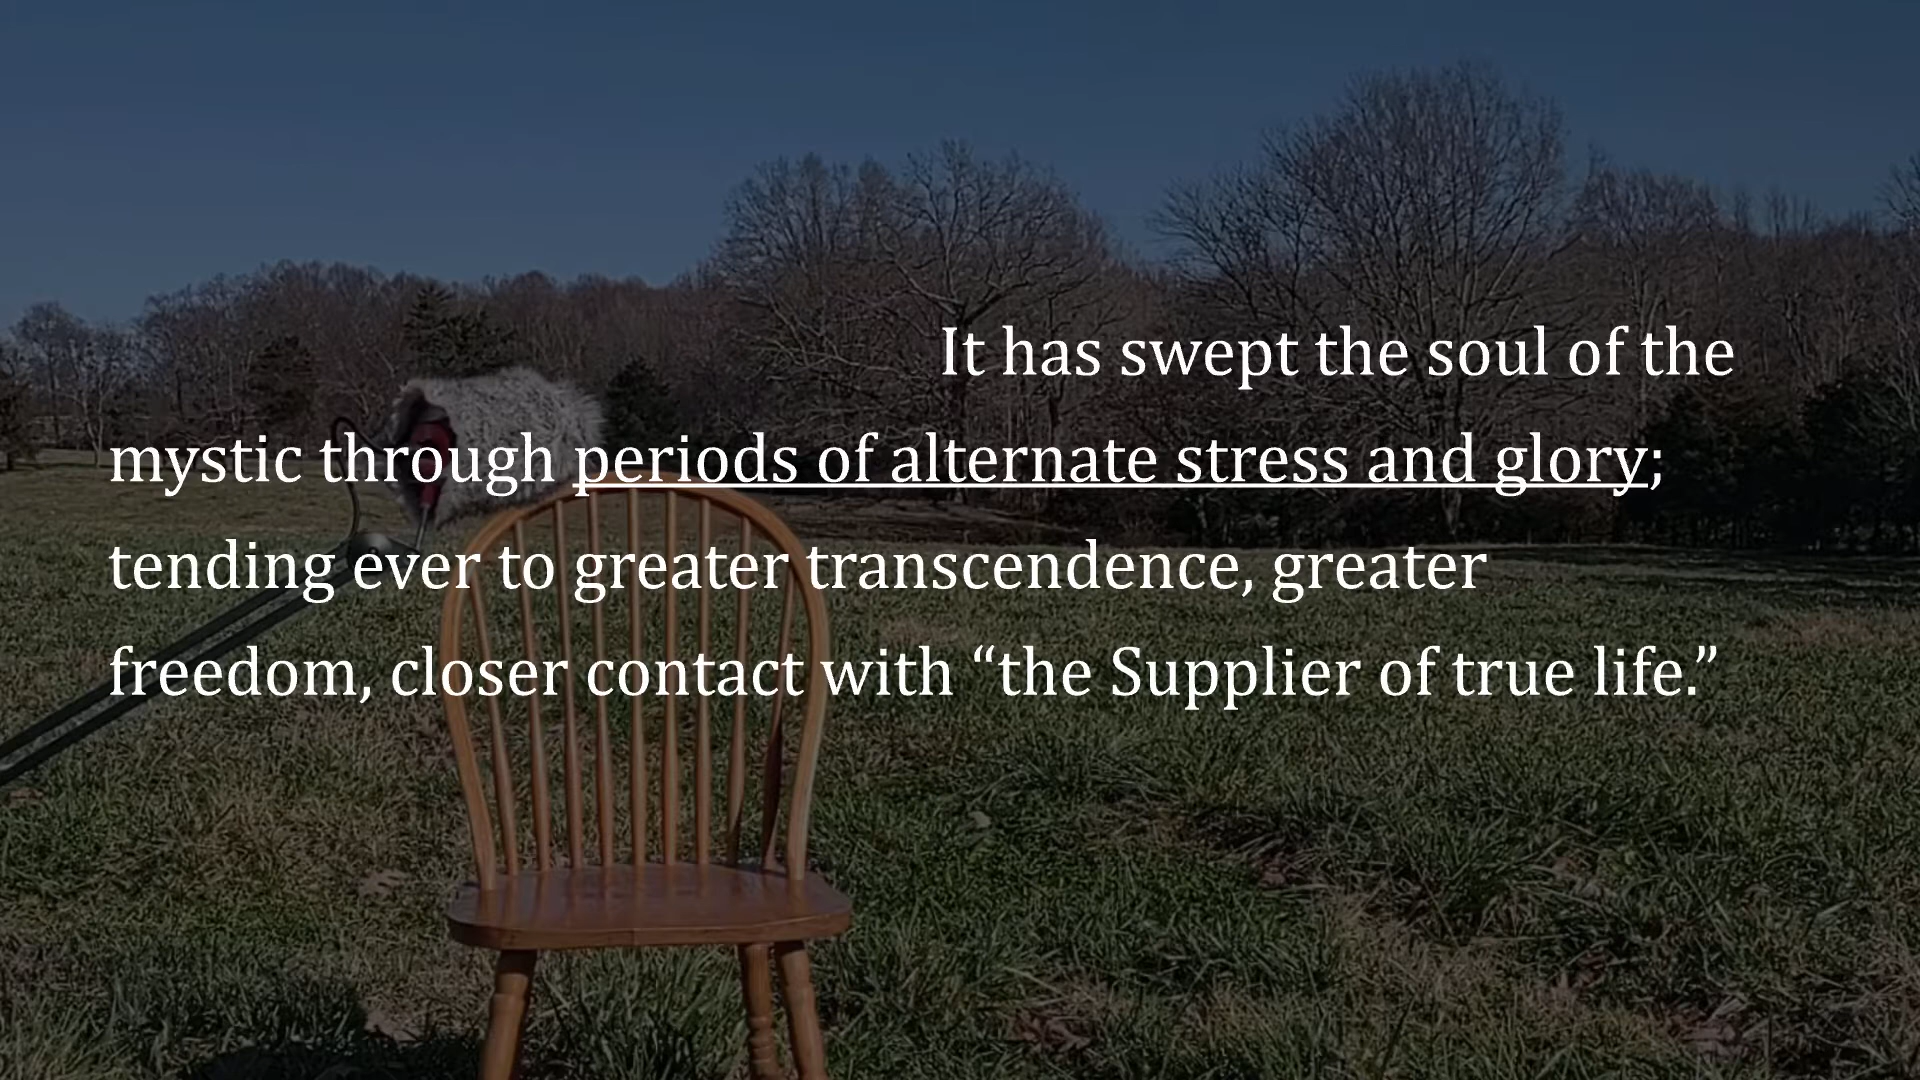 It has swept the soul of the
mystic through periods of alternate stress and glory;
tending ever to greater transcendence, greater
freedom, closer contact with “the Supplier of true life.”